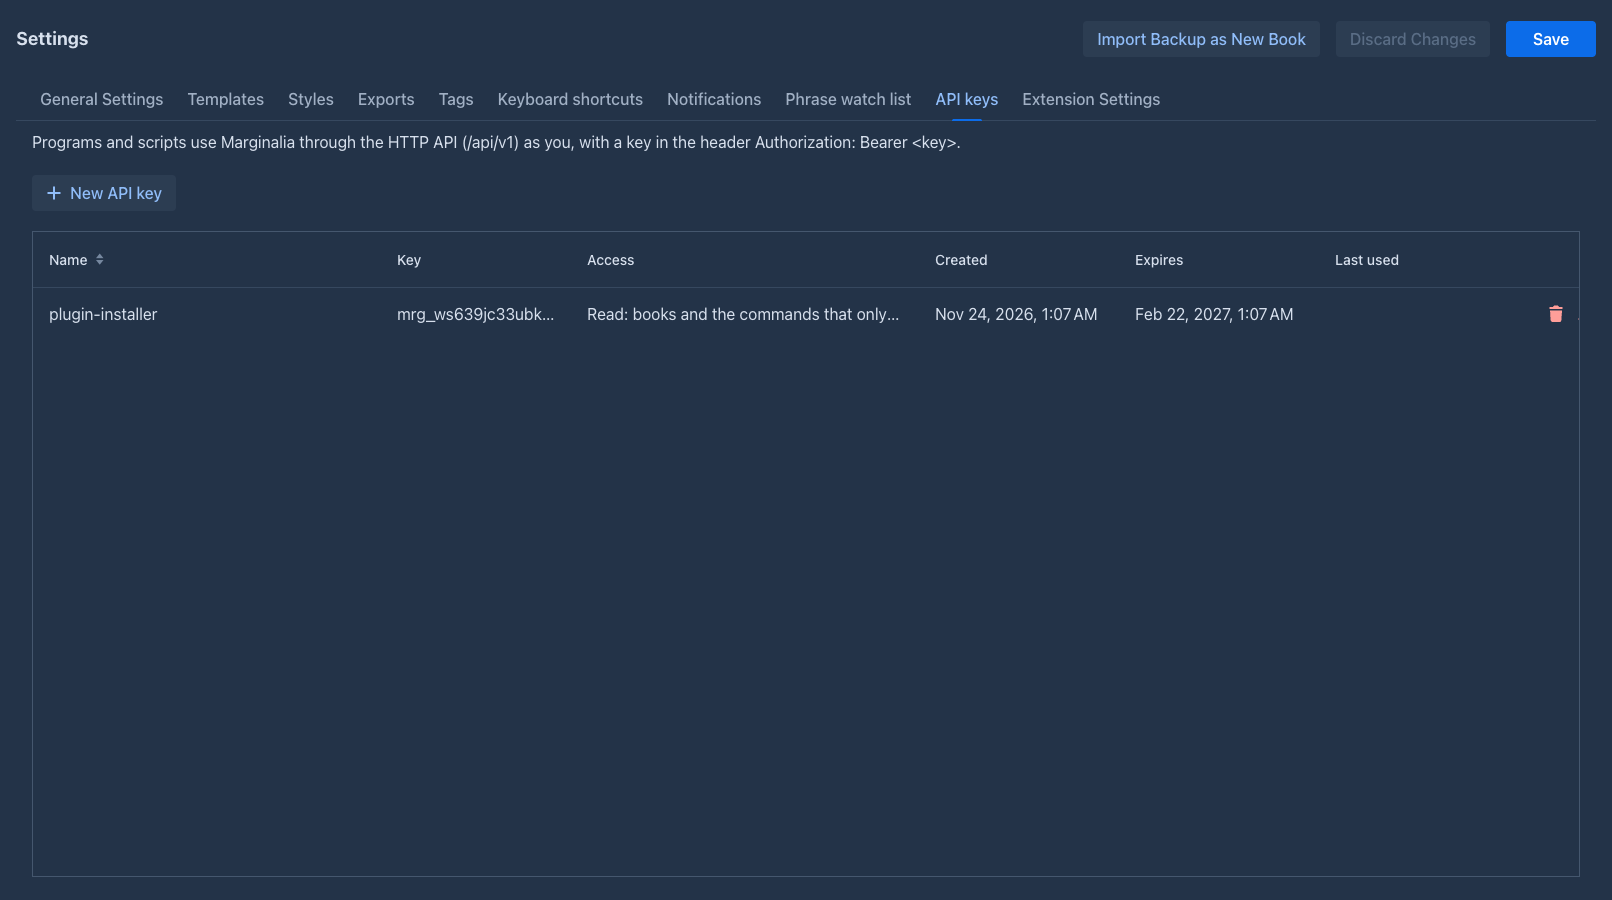 Settings
Import Backup as New Book
Discard Changes
Save
General Settings Templates Styles Exports Tags Keyboard shortcuts Notifications Phrase watch list API keys Extension Settings
Programs and scripts use Marginalia through the HTTP API (/api/v1) as you, with a key in the header Authorization: Bearer <key>.
New API key
Name Key Access Created Expires Last used
plugin-installer mrg_ws639jc33ubk... Read: books and the commands that only... Nov 24, 2026, 1:07 AM Feb 22, 2027, 1:07 AM